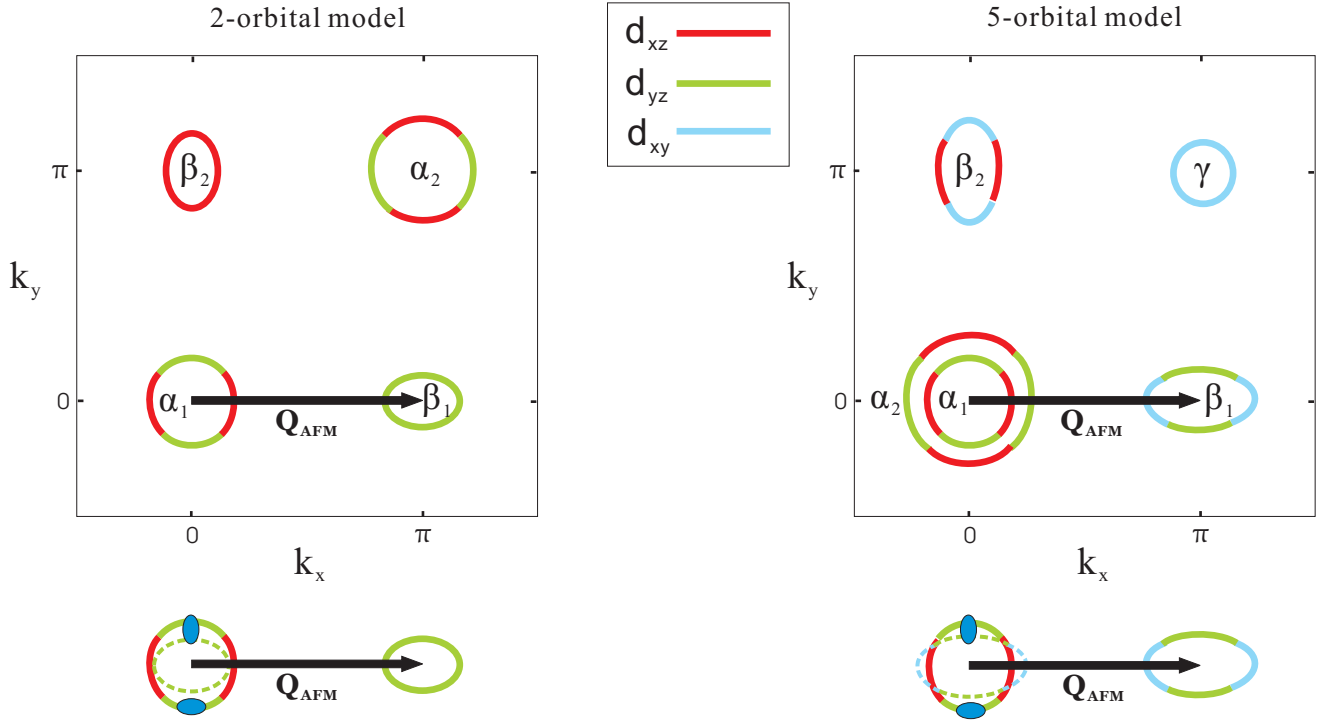 2-orbital model
5-orbital model
d_xz
d_yz
d_xy
β₂
α₂
π
k_y
α₁
β₁
0
Q_AFM
0
π
k_x
Q_AFM
β₂
γ
π
k_y
α₂
α₁
β₁
0
Q_AFM
0
π
k_x
Q_AFM